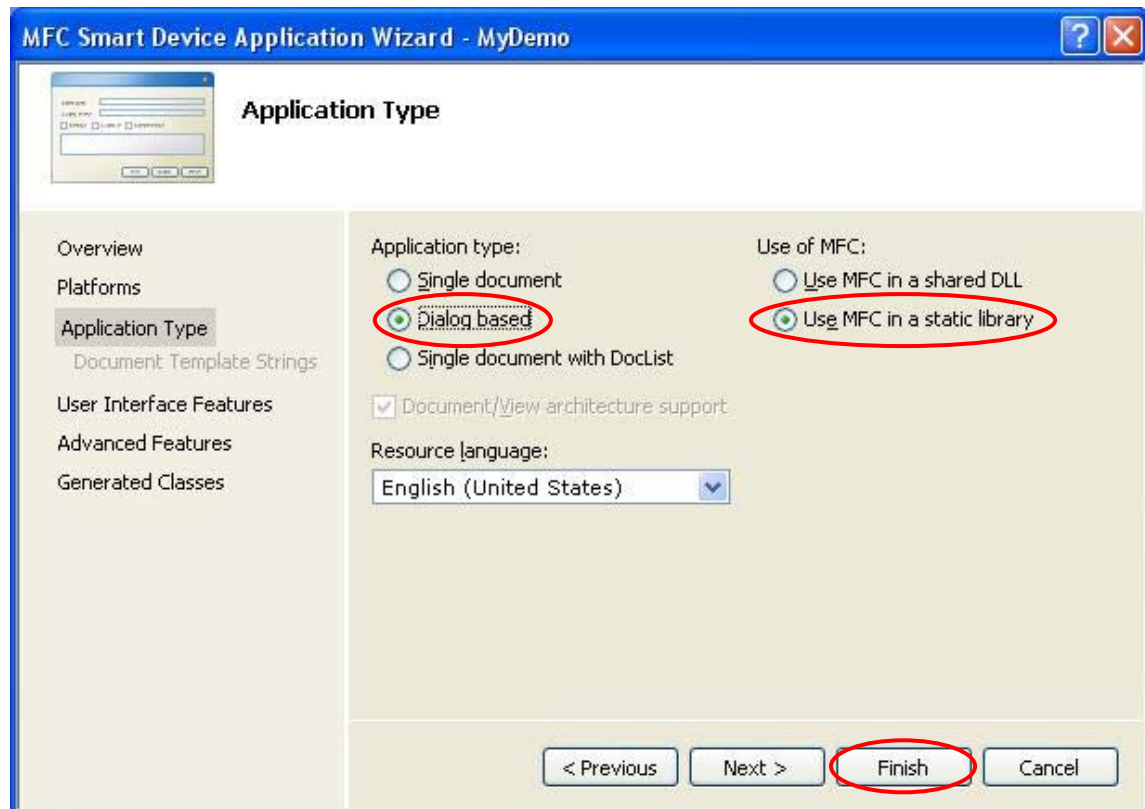 MFC Smart Device Application Wizard - MyDemo
Application Type
Overview
Platforms
Application Type
Document Template Strings
User Interface Features
Advanced Features
Generated Classes
Application type:
Single document
Dialog based
Single document with DocList
Document/View architecture support
Resource language:
English (United States)
Use of MFC:
Use MFC in a shared DLL
Use MFC in a static library
< Previous
Next >
Finish
Cancel